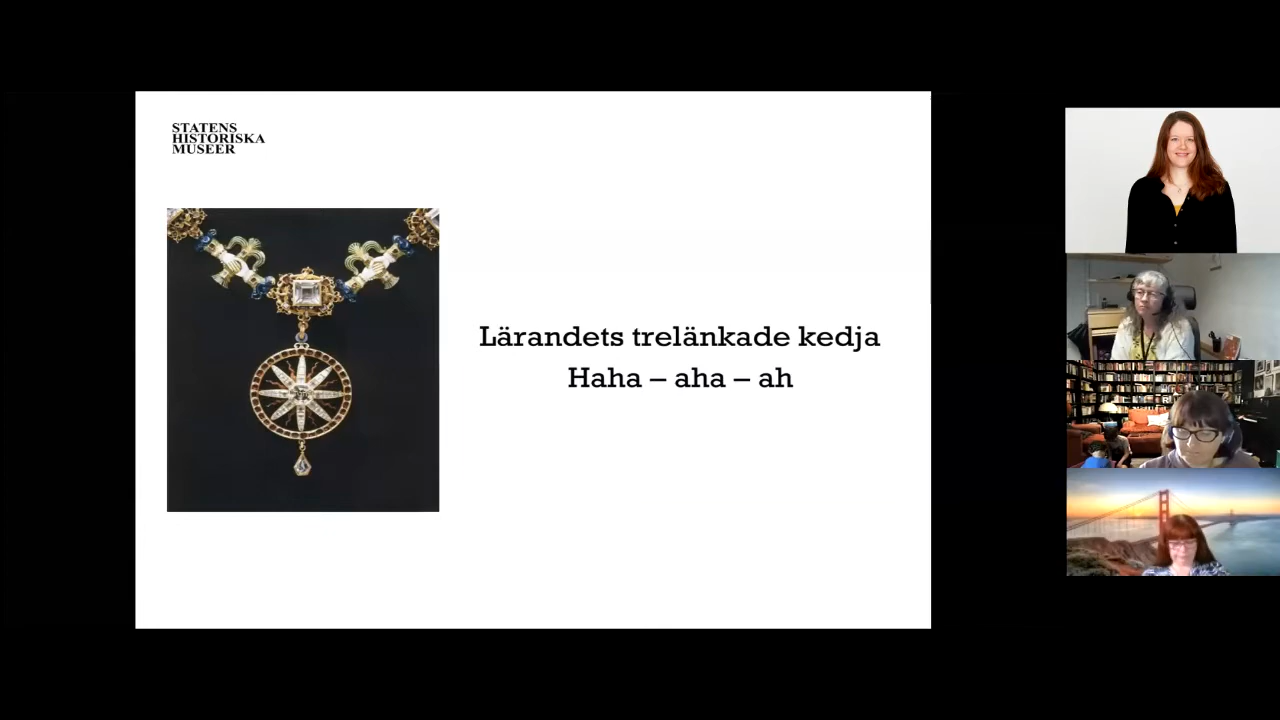 STATENS
HISTORISKA
MUSEER
Lärandets trelänkade kedja
Haha – aha – ah